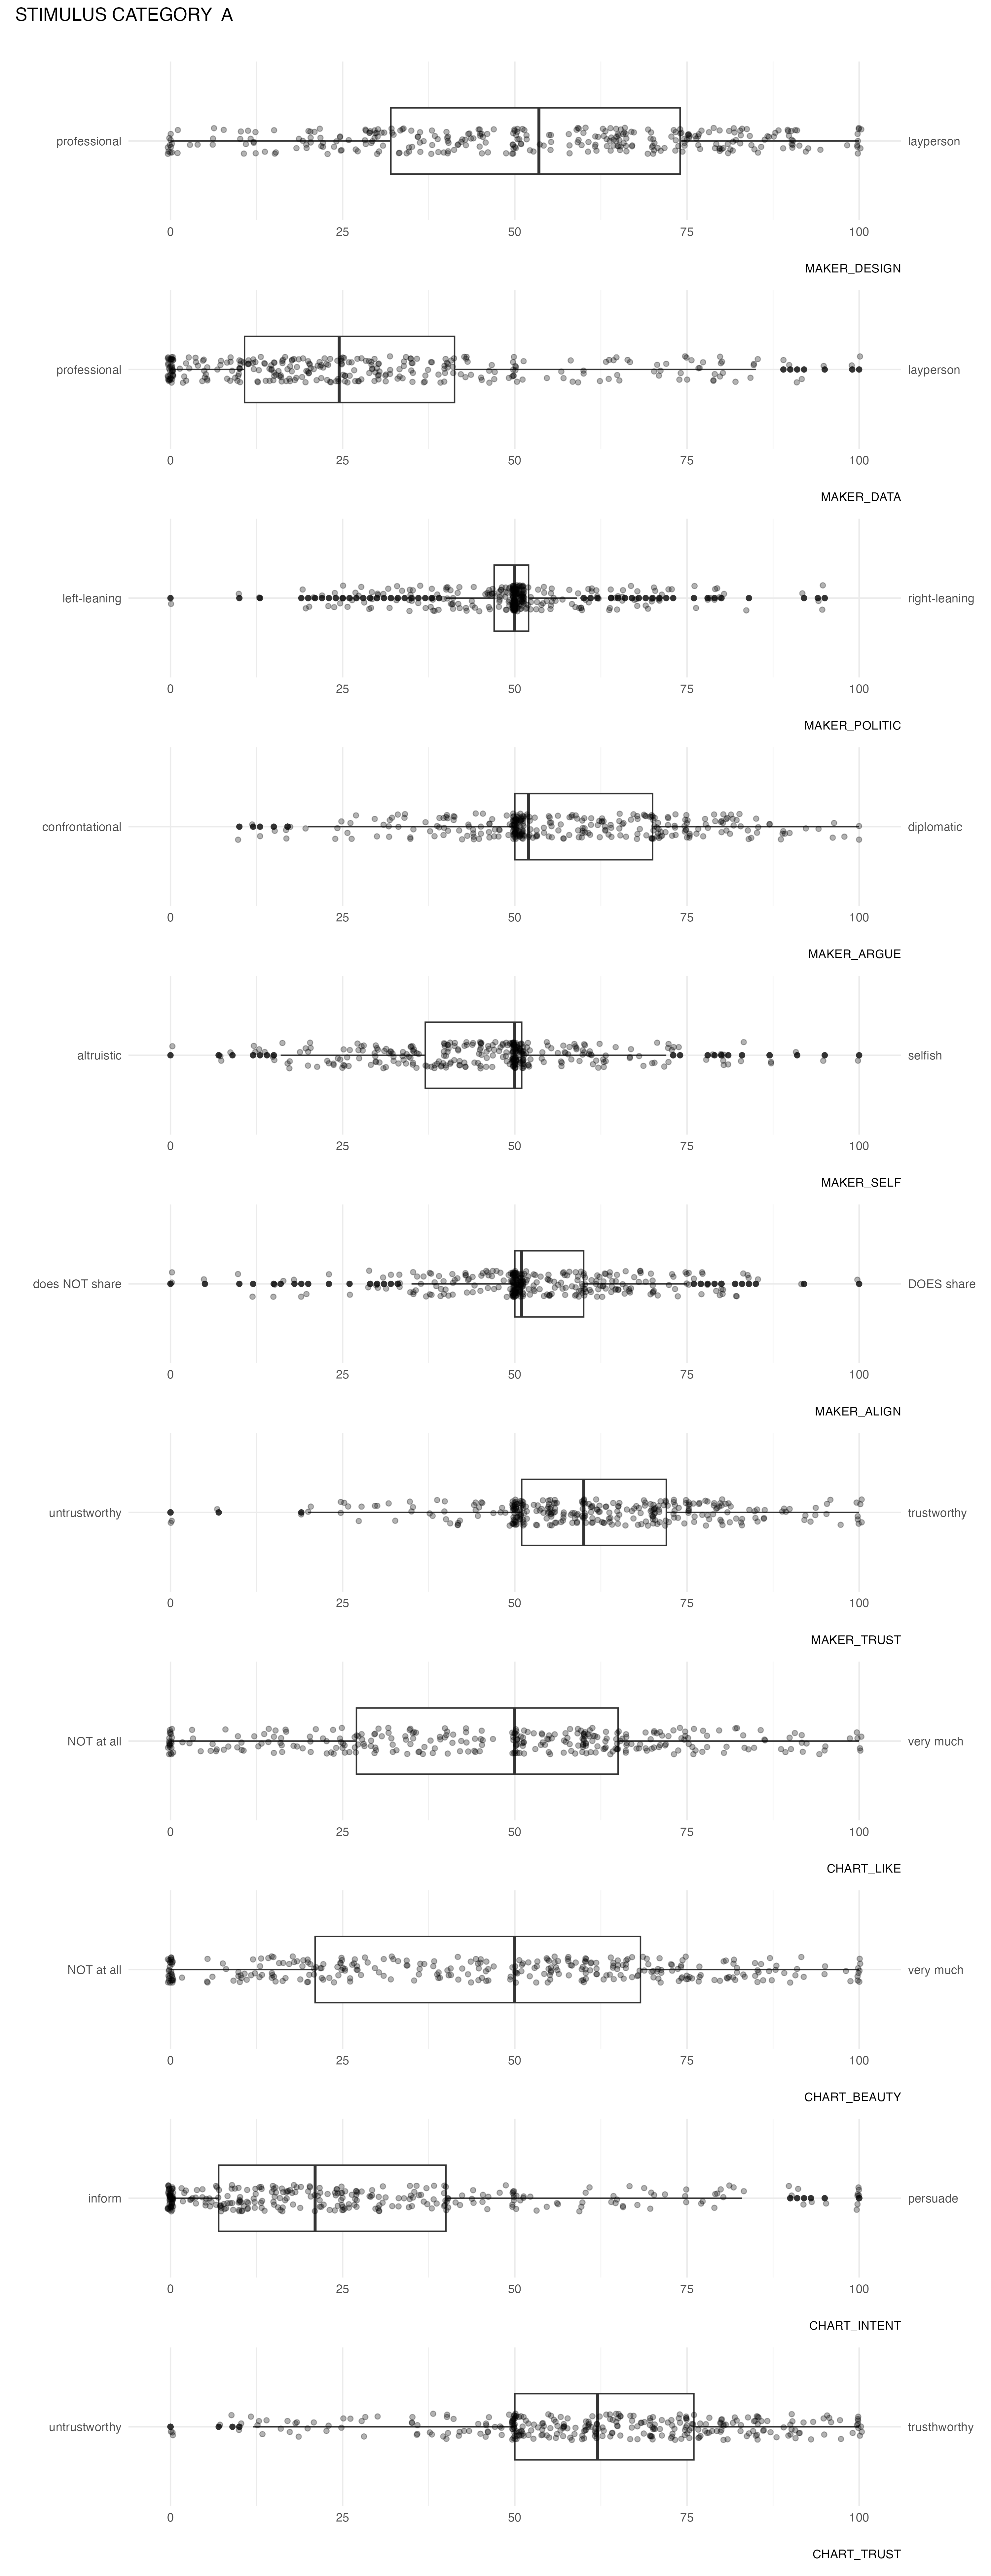 STIMULUS CATEGORY  A
professional layperson
0 25 50 75 100
MAKER_DESIGN
professional layperson
0 25 50 75 100
MAKER_DATA
left-leaning right-leaning
0 25 50 75 100
MAKER_POLITIC
confrontational diplomatic
0 25 50 75 100
MAKER_ARGUE
altruistic selfish
0 25 50 75 100
MAKER_SELF
does NOT share DOES share
0 25 50 75 100
MAKER_ALIGN
untrustworthy trustworthy
0 25 50 75 100
MAKER_TRUST
NOT at all very much
0 25 50 75 100
CHART_LIKE
NOT at all very much
0 25 50 75 100
CHART_BEAUTY
inform persuade
0 25 50 75 100
CHART_INTENT
untrustworthy trusthworthy
0 25 50 75 100
CHART_TRUST